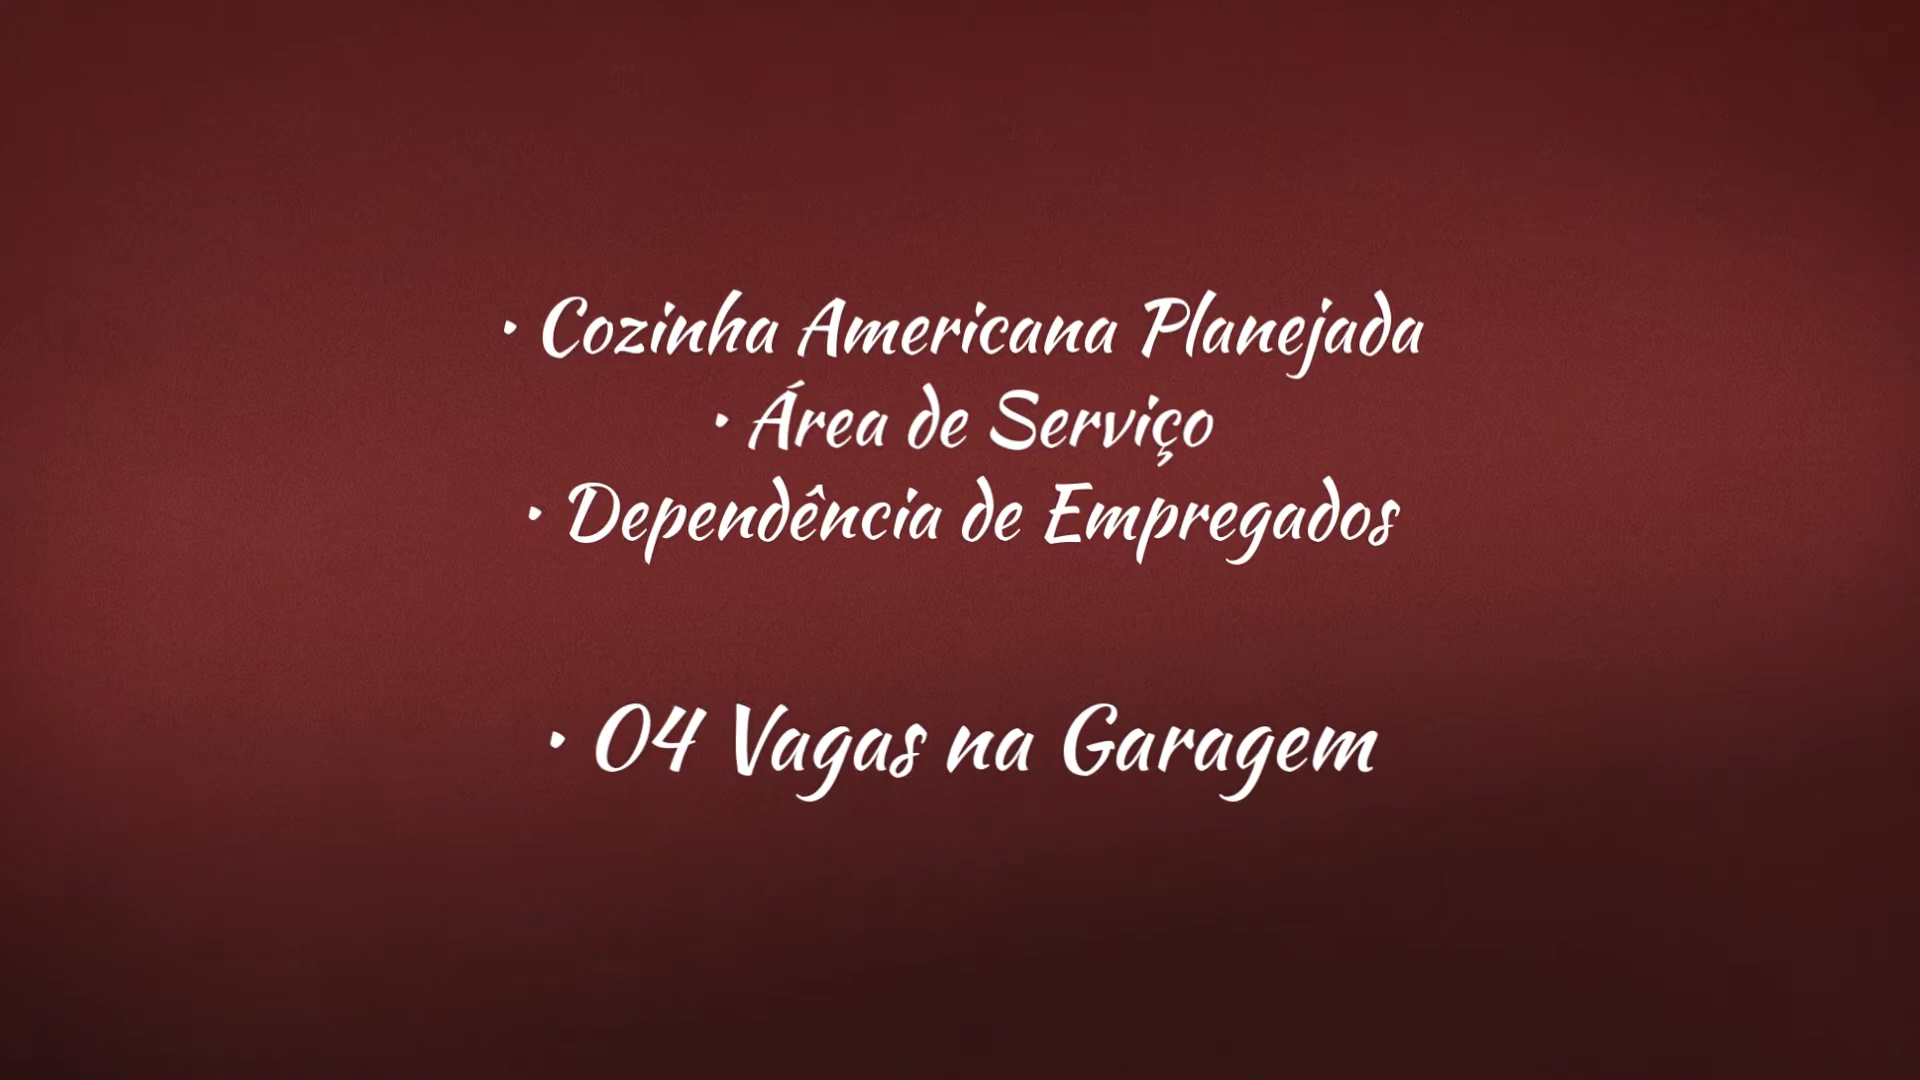 • Cozinha Americana Planejada
• Área de Serviço
• Dependência de Empregados
• 04 Vagas na Garagem